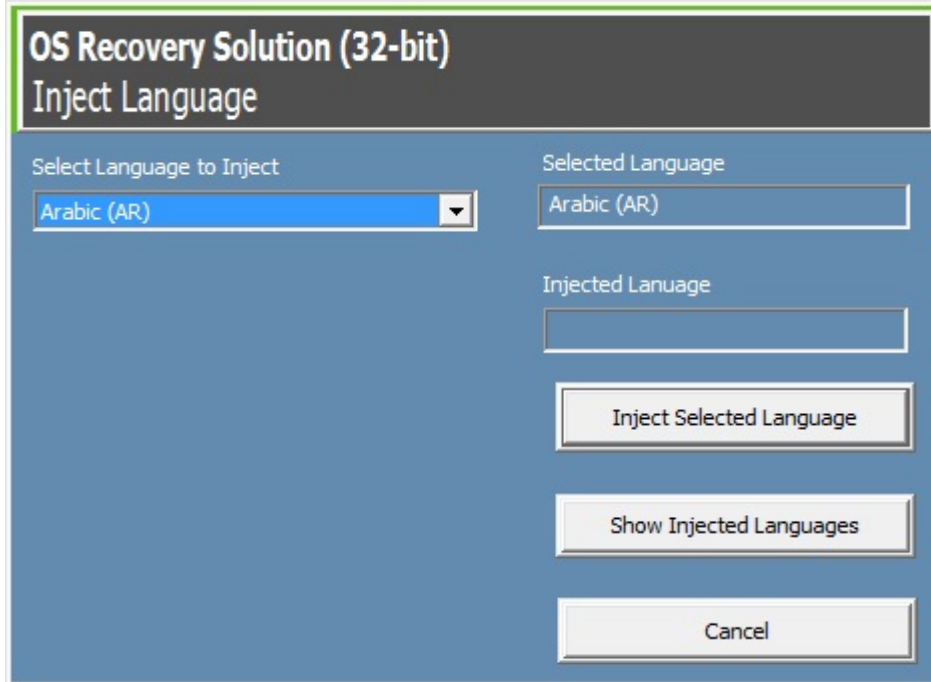 OS Recovery Solution (32-bit)
Inject Language
Select Language to Inject
Arabic (AR)
Selected Language
Arabic (AR)
Injected Lanuage
Inject Selected Language
Show Injected Languages
Cancel